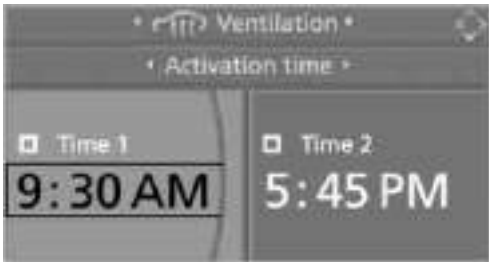 Ventilation
Activation time
Time 1
9:30 AM
Time 2
5:45 PM